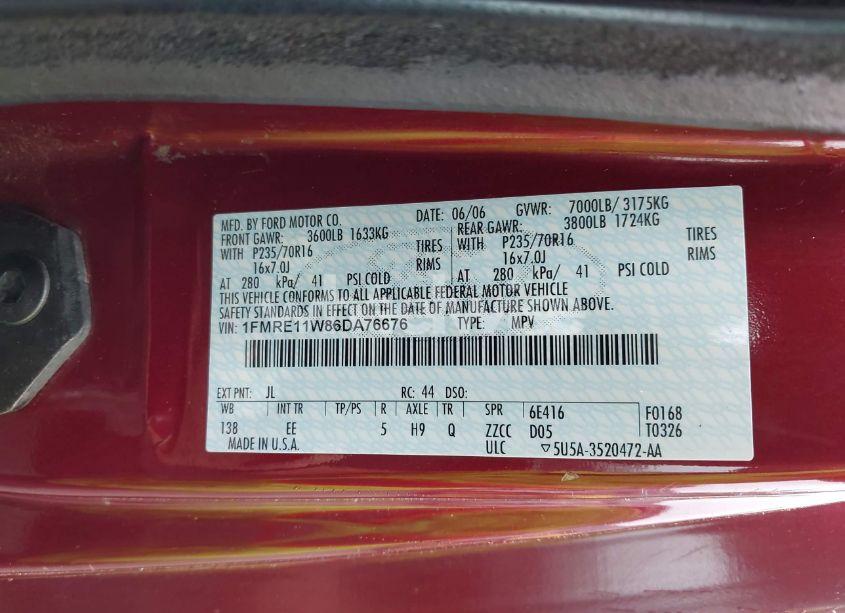 MFD. BY FORD MOTOR CO. DATE: 06/06 GVWR: 7000LB/ 3175KG
FRONT GAWR: 3600LB 1633KG REAR GAWR: 3800LB 1724KG
WITH P235/70R16 TIRES WITH P235/70R16 TIRES
16x7.0J RIMS 16x7.0J RIMS
AT 280 kPa/ 41 PSI COLD AT 280 kPa/ 41 PSI COLD
THIS VEHICLE CONFORMS TO ALL APPLICABLE FEDERAL MOTOR VEHICLE
SAFETY STANDARDS IN EFFECT ON THE DATE OF MANUFACTURE SHOWN ABOVE.
VIN: 1FMRE11W86DA76676 TYPE: MPV
EXT PNT: JL RC: 44 DSO:
WB INT TR TP/PS R AXLE TR SPR 6E416 F0168
138 EE 5 H9 Q ZZCC D05 T0326
MADE IN U.S.A. ULC ▽5U5A-3520472-AA